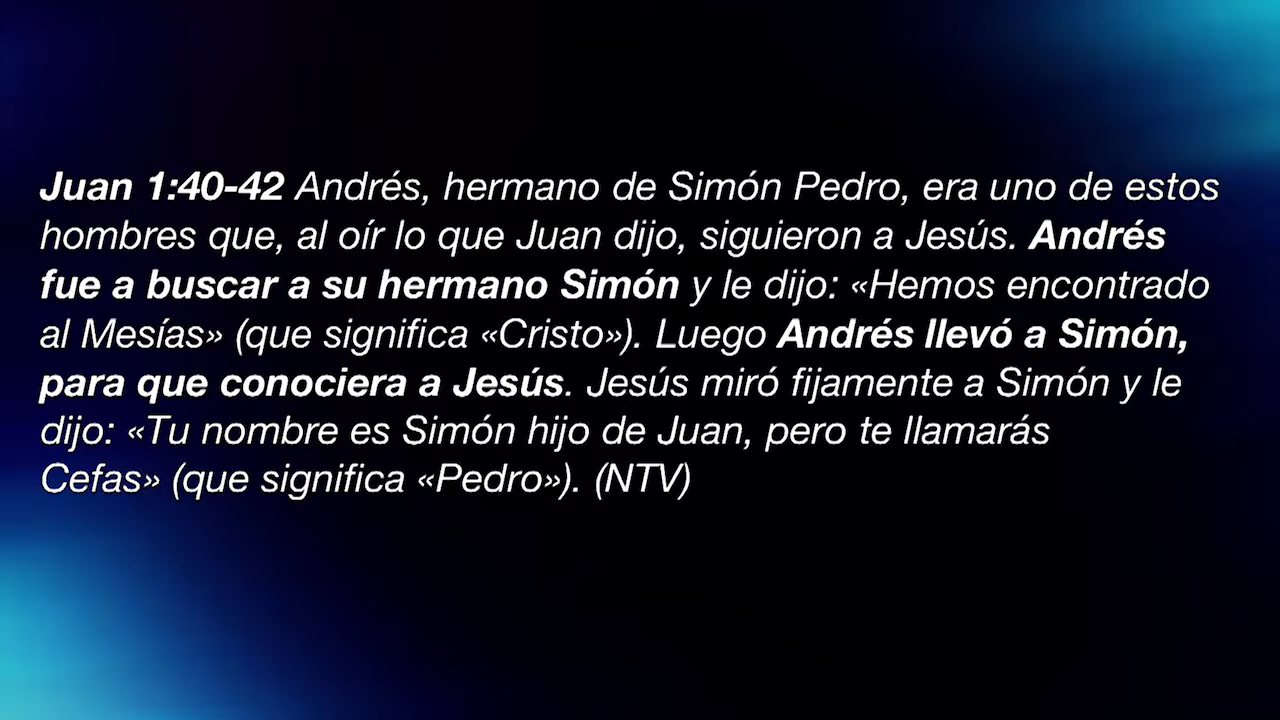 Juan 1:40-42 Andrés, hermano de Simón Pedro, era uno de estos
hombres que, al oír lo que Juan dijo, siguieron a Jesús. Andrés
fue a buscar a su hermano Simón y le dijo: «Hemos encontrado
al Mesías» (que significa «Cristo»). Luego Andrés llevó a Simón,
para que conociera a Jesús. Jesús miró fijamente a Simón y le
dijo: «Tu nombre es Simón hijo de Juan, pero te llamarás
Cefas» (que significa «Pedro»). (NTV)